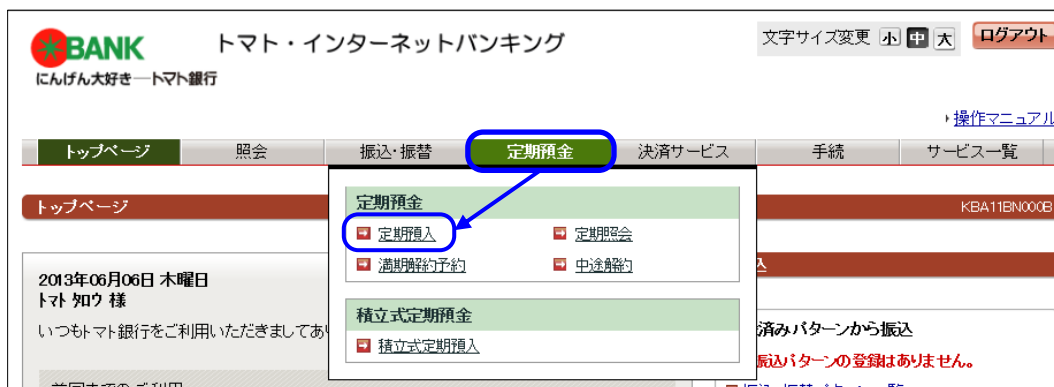 BANK
トマト・インターネットバンキング
文字サイズ変更 小 中 大 ログアウト
にんげん大好き―トマト銀行
操作マニュアル
トップページ 照会 振込・振替 定期預金 決済サービス 手続 サービス一覧
トップページ
KBA11BN000B
定期預金
定期預入 定期照会
満期解約予約 中途解約
積立式定期預金
積立式定期預入
2013年06月06日 木曜日
トマト タロウ 様
いつもトマト銀行をご利用いただきましてあり
済みパターンから振込
振込パターンの登録はありません。